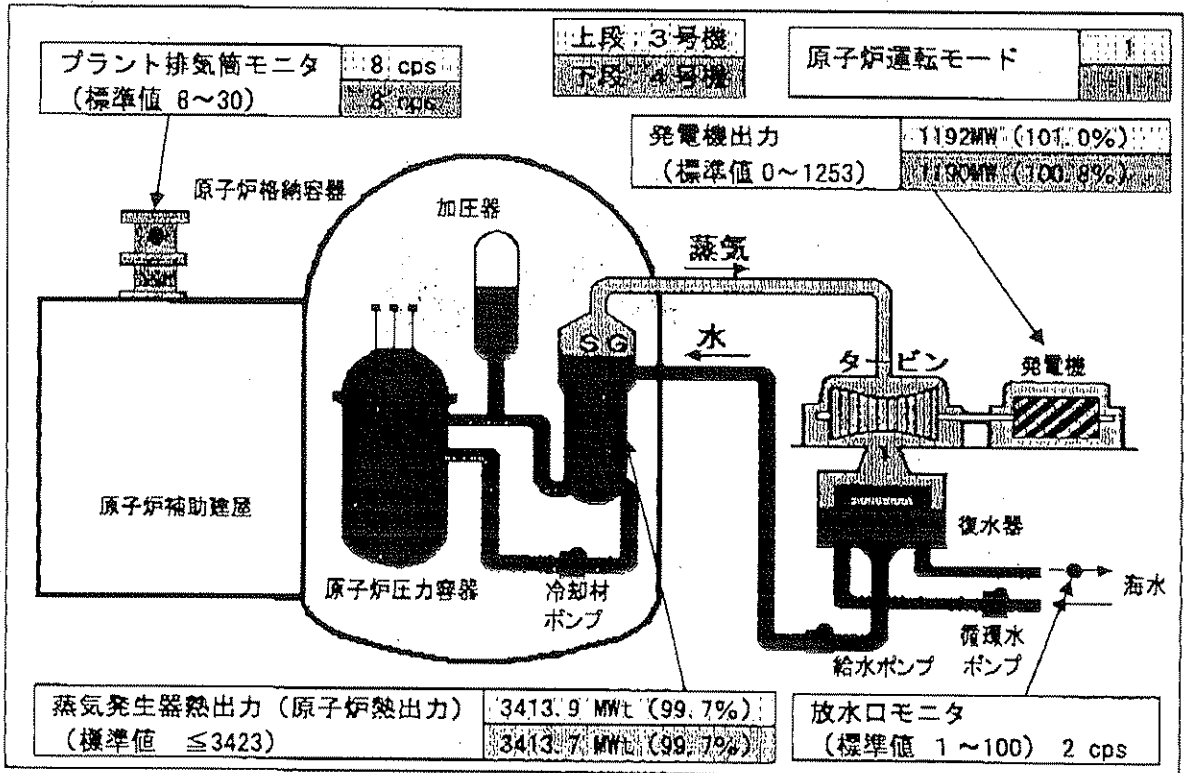 上段 3号機
下段 4号機
プラント排気筒モニタ
(標準値 8~30)
8 cps
8 cps
原子炉運転モード
1
1
発電機出力
(標準値 0~1253)
1192MW (101.0%)
1190MW (100.8%)
原子炉格納容器
加圧器
蒸気
SG
水
タービン
発電機
原子炉補助建屋
原子炉圧力容器
冷却材
ポンプ
復水器
海水
給水ポンプ
循環水
ポンプ
蒸気発生器熱出力 (原子炉熱出力)
(標準値 ≦3423)
3413.9 MWt (99.7%)
3413.7 MWt (99.7%)
放水口モニタ
(標準値 1~100) 2 cps